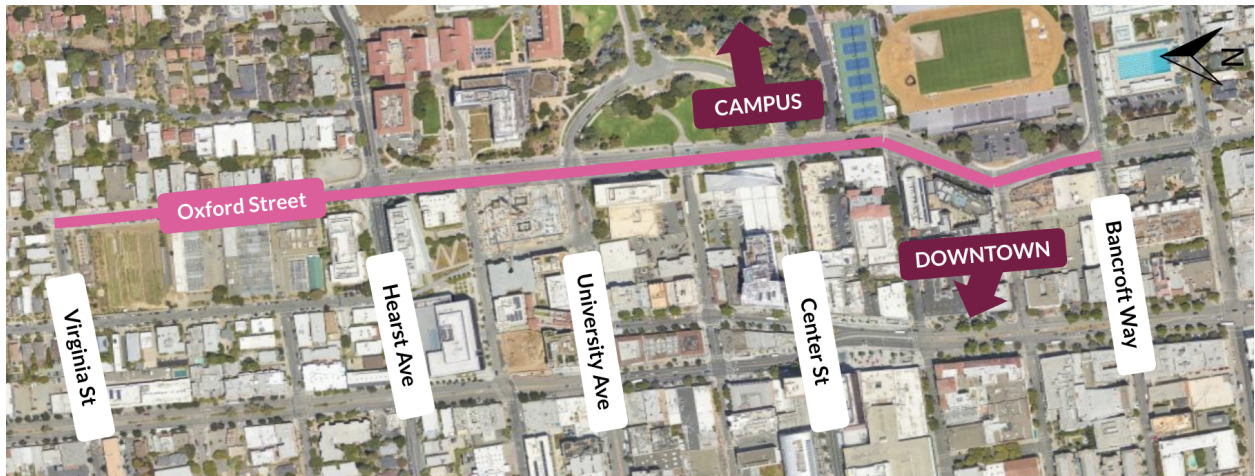 CAMPUS
N
Oxford Street
DOWNTOWN
Virginia St
Hearst Ave
University Ave
Center St
Bancroft Way